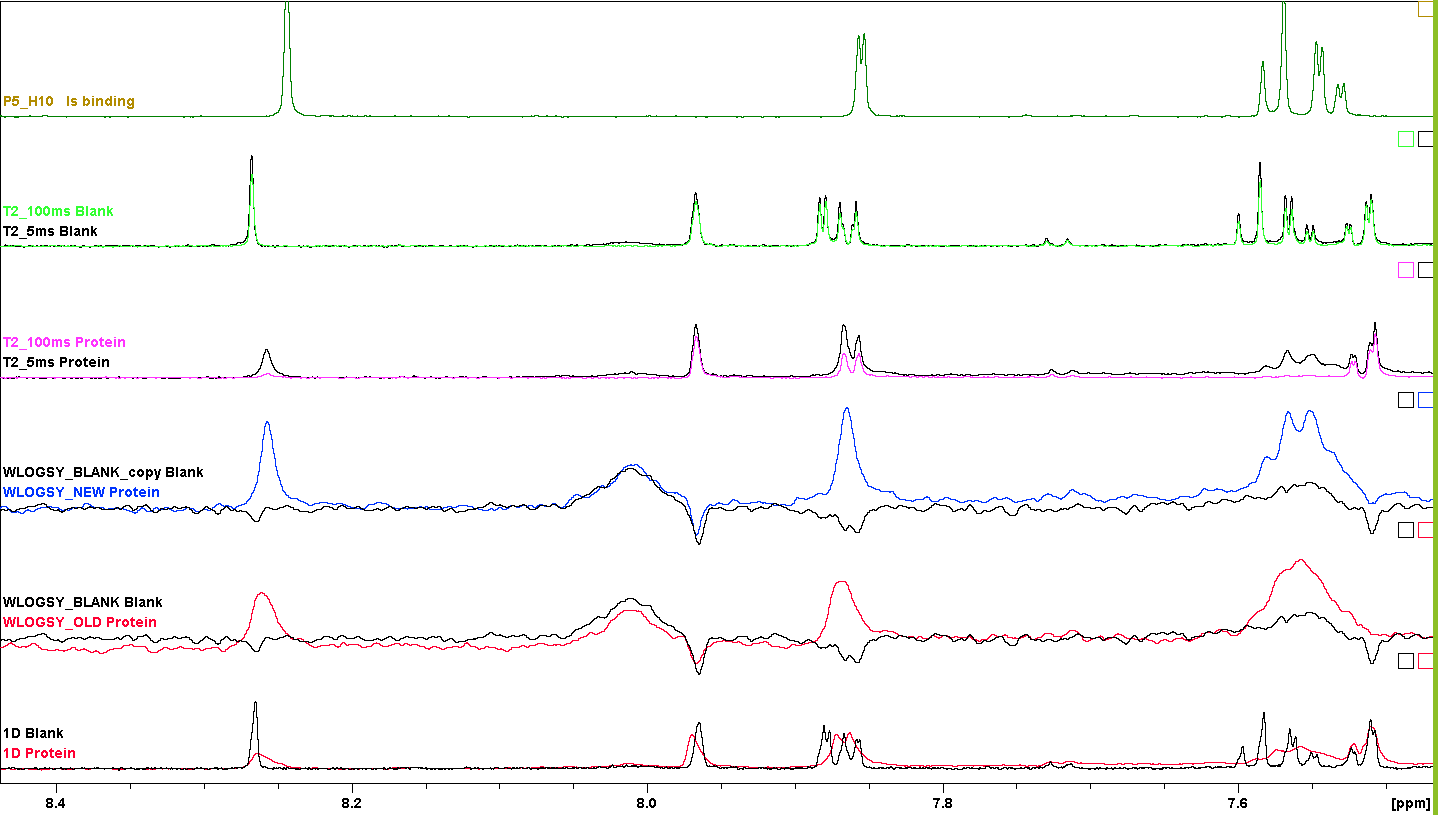 P5_H10 Is binding
T2_100ms Blank
T2_5ms Blank
T2_100ms Protein
T2_5ms Protein
WLOGSY_BLANK_copy Blank
WLOGSY_NEW Protein
WLOGSY_BLANK Blank
WLOGSY_OLD Protein
1D Blank
1D Protein
8.4 8.2 8.0 7.8 7.6 [ppm]